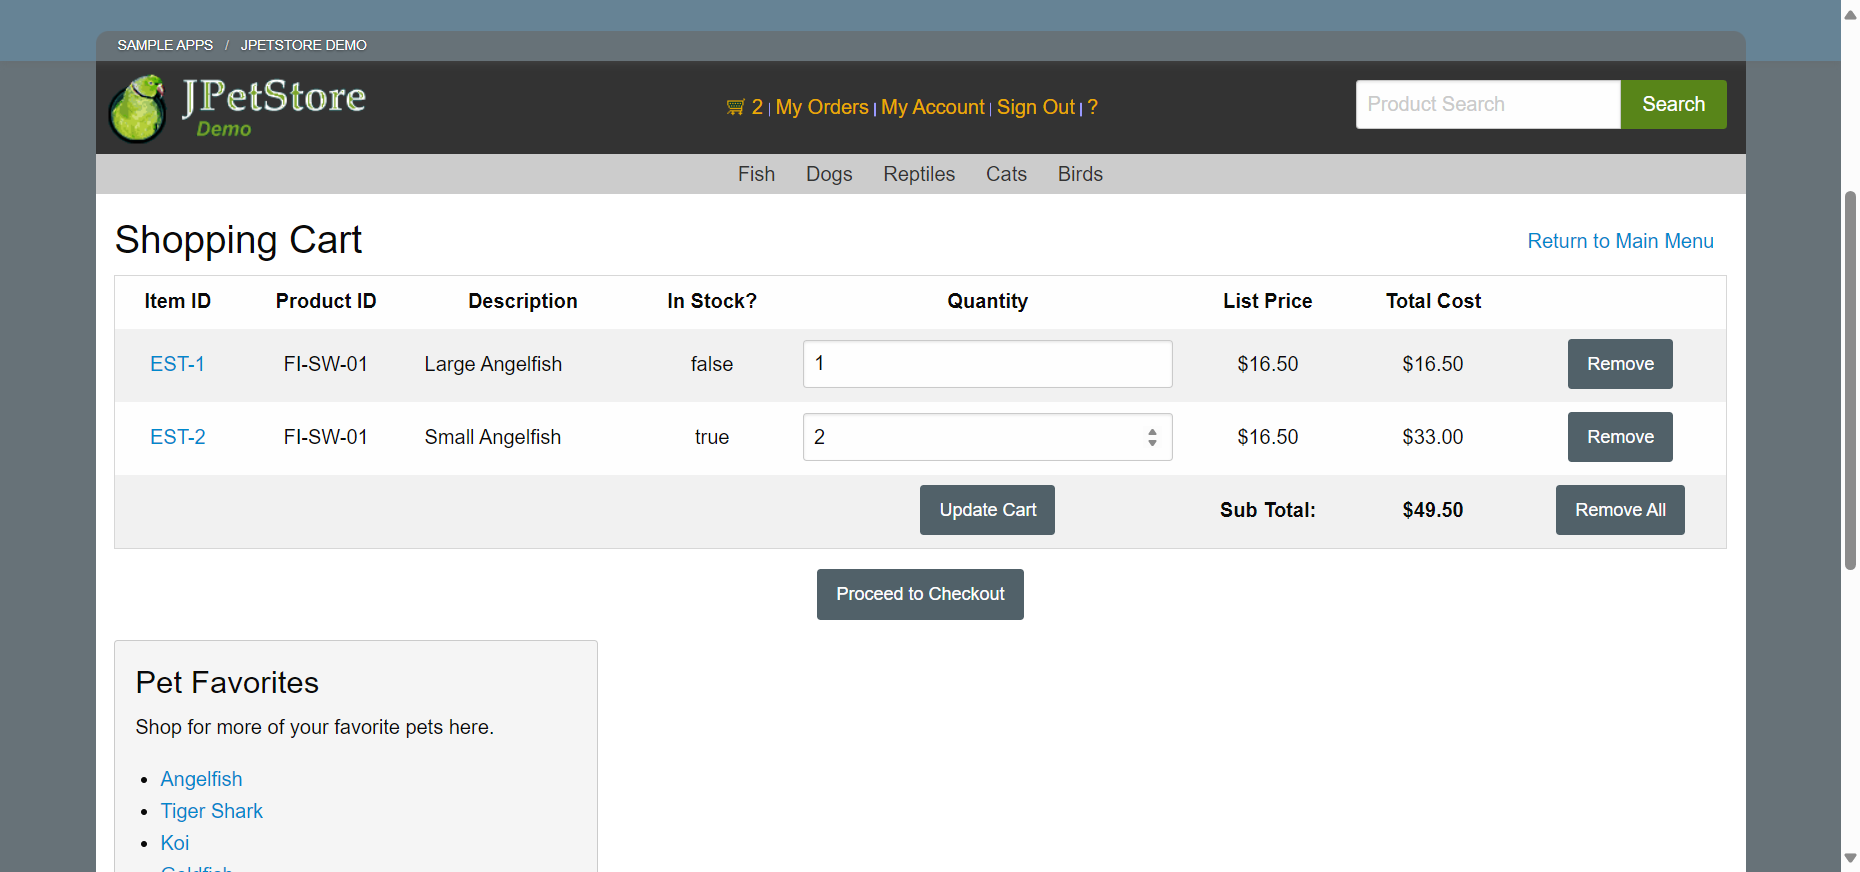 SAMPLE APPS / JPETSTORE DEMO
JPetStore
Demo
2 | My Orders | My Account | Sign Out | ?
Product Search
Search
Fish Dogs Reptiles Cats Birds
Shopping Cart
Return to Main Menu
Item ID Product ID Description In Stock? Quantity List Price Total Cost
EST-1 FI-SW-01 Large Angelfish false 1 $16.50 $16.50 Remove
EST-2 FI-SW-01 Small Angelfish true 2 $16.50 $33.00 Remove
Update Cart Sub Total: $49.50 Remove All
Proceed to Checkout
Pet Favorites
Shop for more of your favorite pets here.
• Angelfish
• Tiger Shark
• Koi